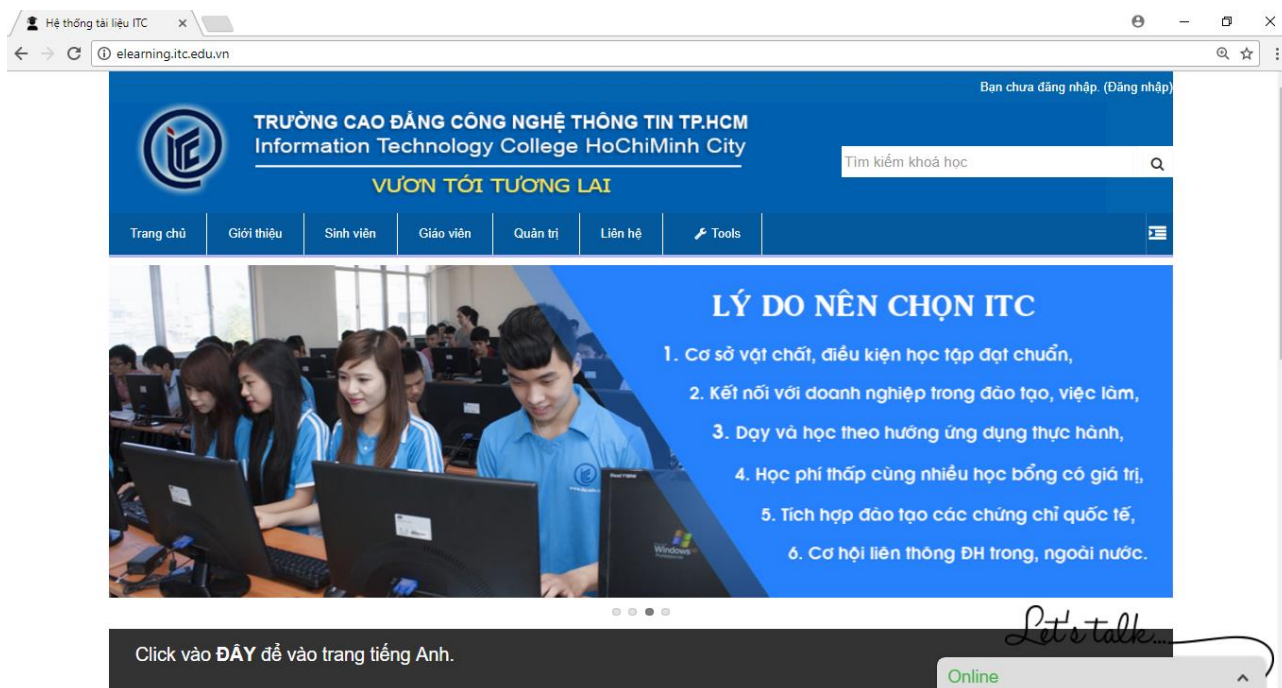 Hệ thống tài liệu ITC
elearning.itc.edu.vn
Bạn chưa đăng nhập. (Đăng nhập)
ITC
TRƯỜNG CAO ĐẲNG CÔNG NGHỆ THÔNG TIN TP.HCM
Information Technology College HoChiMinh City
VƯƠN TỚI TƯƠNG LAI
Tìm kiếm khoá học
Trang chủ Giới thiệu Sinh viên Giáo viên Quản trị Liên hệ Tools
LÝ DO NÊN CHỌN ITC
1. Cơ sở vật chất, điều kiện học tập đạt chuẩn,
2. Kết nối với doanh nghiệp trong đào tạo, việc làm,
3. Dạy và học theo hướng ứng dụng thực hành,
4. Học phí thấp cùng nhiều học bổng có giá trị,
5. Tích hợp đào tạo các chứng chỉ quốc tế,
6. Cơ hội liên thông ĐH trong, ngoài nước.
Windows
Let's talk....
Click vào ĐÂY để vào trang tiếng Anh.
Online